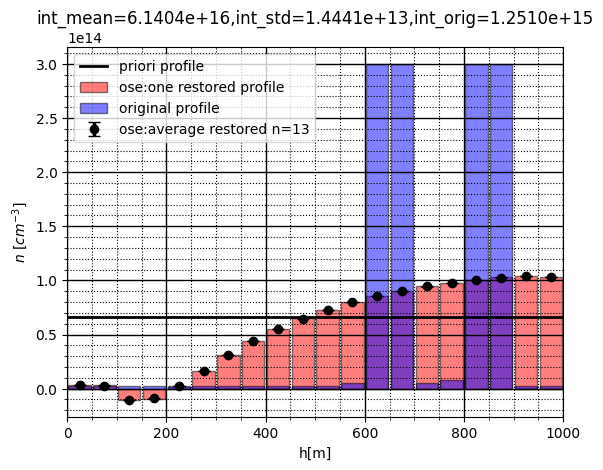 int_mean=6.1404e+16,int_std=1.4441e+13,int_orig=1.2510e+15
1e14
priori profile
ose:one restored profile
original profile
ose:average restored n=13
3.0
2.5
2.0
1.5
1.0
0.5
0.0
n [cm⁻³]
0 200 400 600 800 1000
h[m]